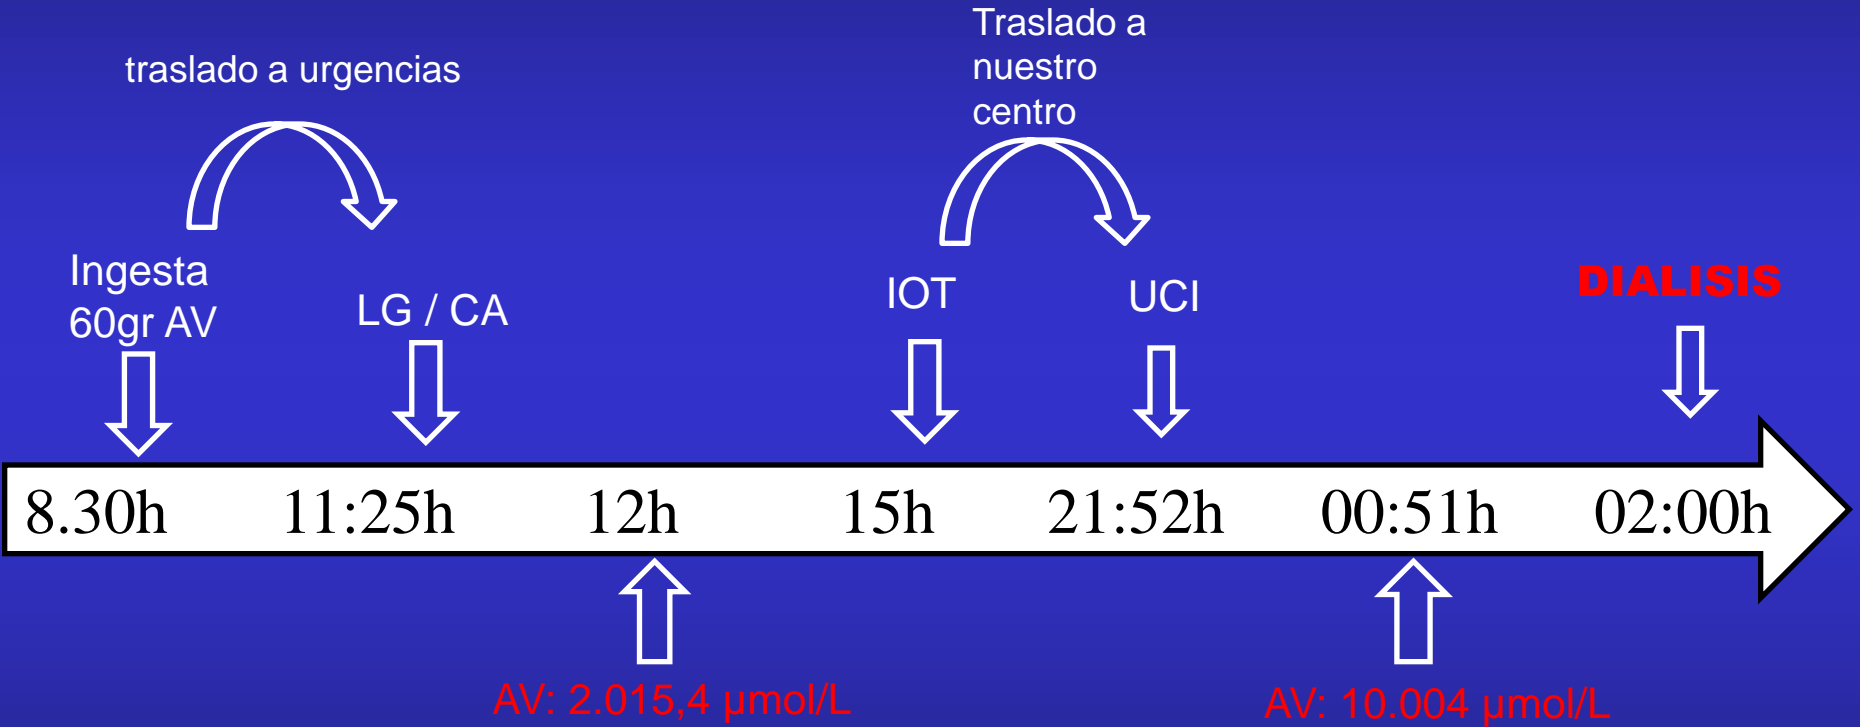 traslado a urgencias
Traslado a
nuestro
centro
Ingesta
60gr AV
LG / CA
IOT
UCI
DIALISIS
8.30h 11:25h 12h 15h 21:52h 00:51h 02:00h
AV: 2.015,4 µmol/L
AV: 10.004 µmol/L